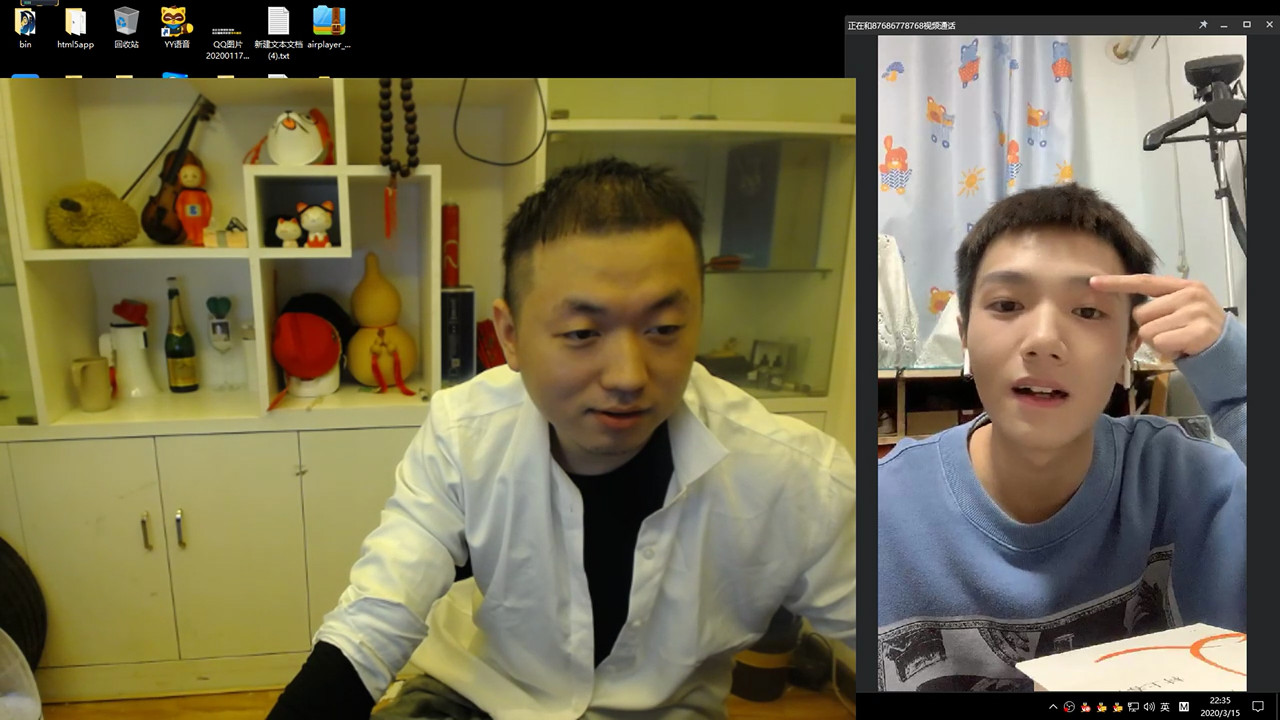 bin
html5app
回收站
YY语音
QQ图片
20200117...
新建文本文档
(4).txt
airplayer_...
正在和87686778768视频通话
英
M
22:35
2020/3/15